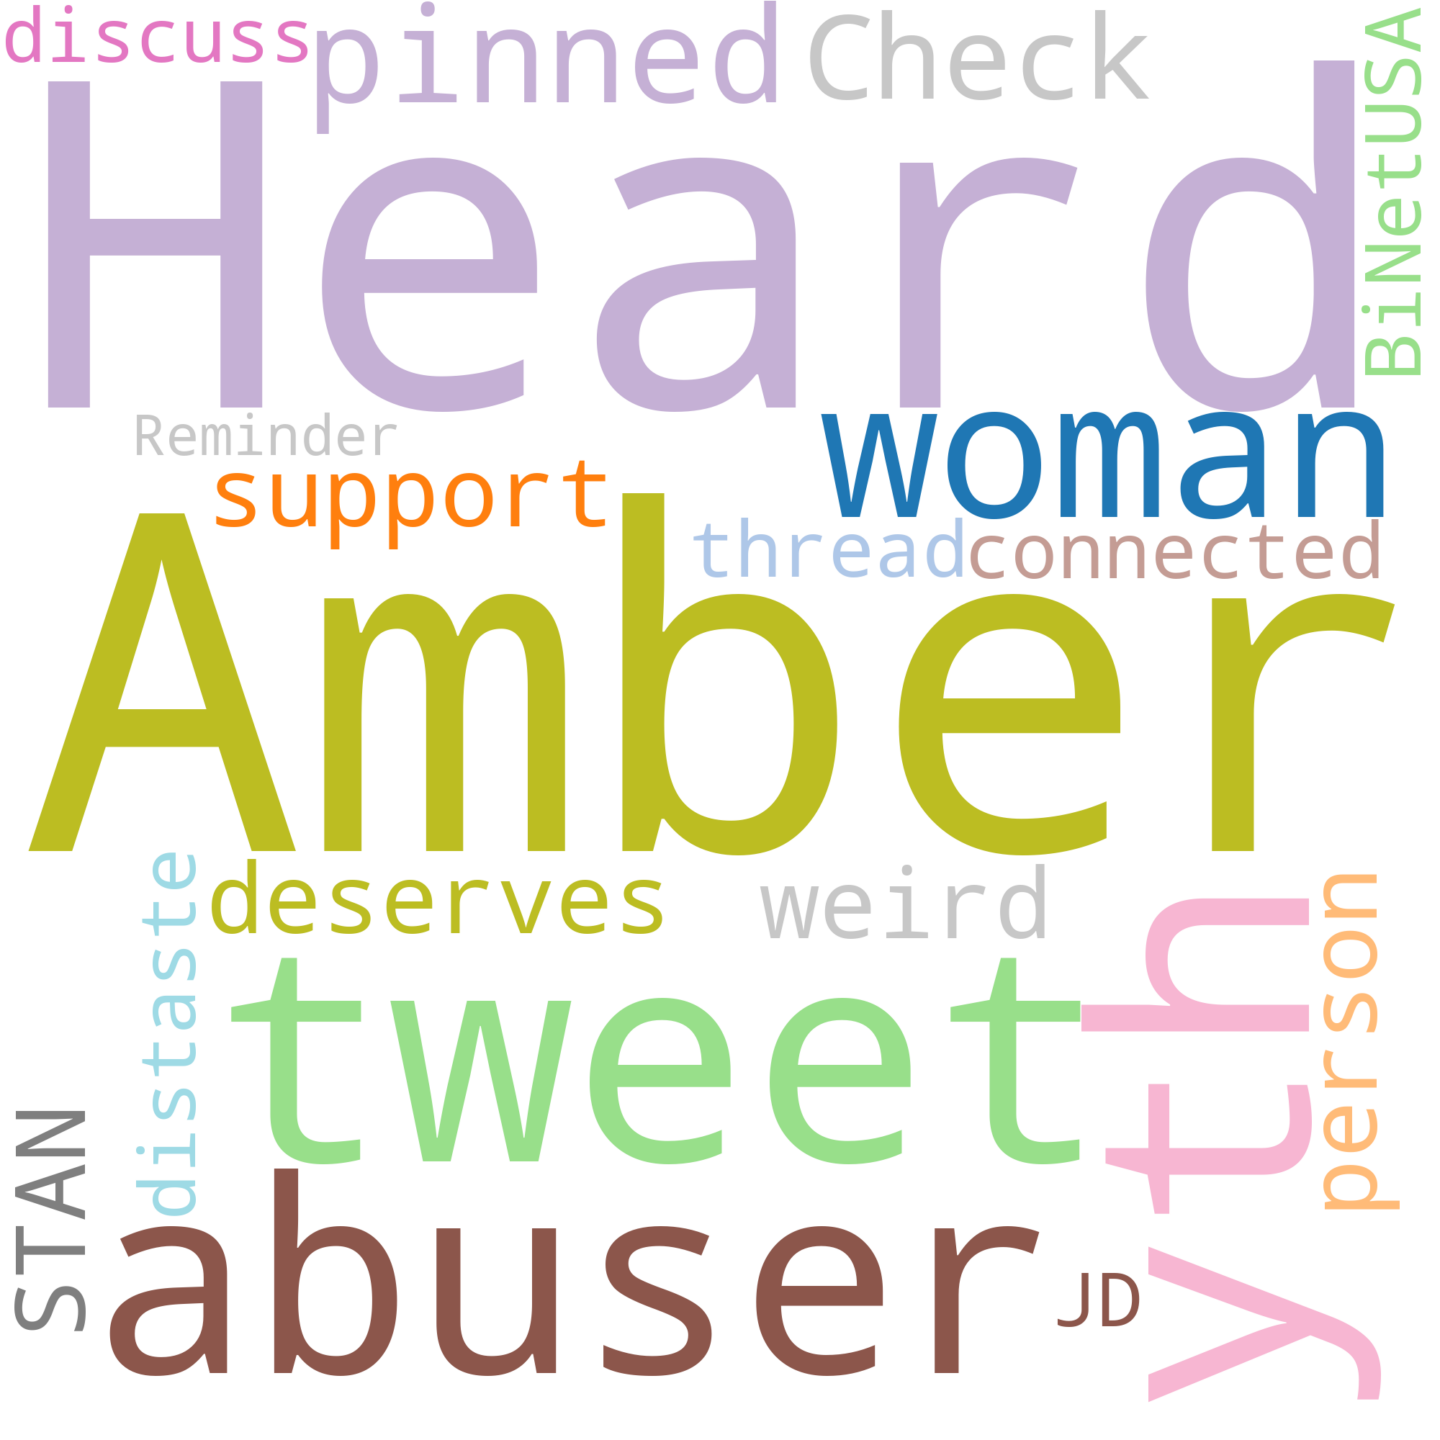 discuss
pinned
Check
BiNetUSA
Heard
Reminder
woman
support
thread
connected
Amber
deserves
weird
distaste
person
tweet
yth
STAN
abuser
JD